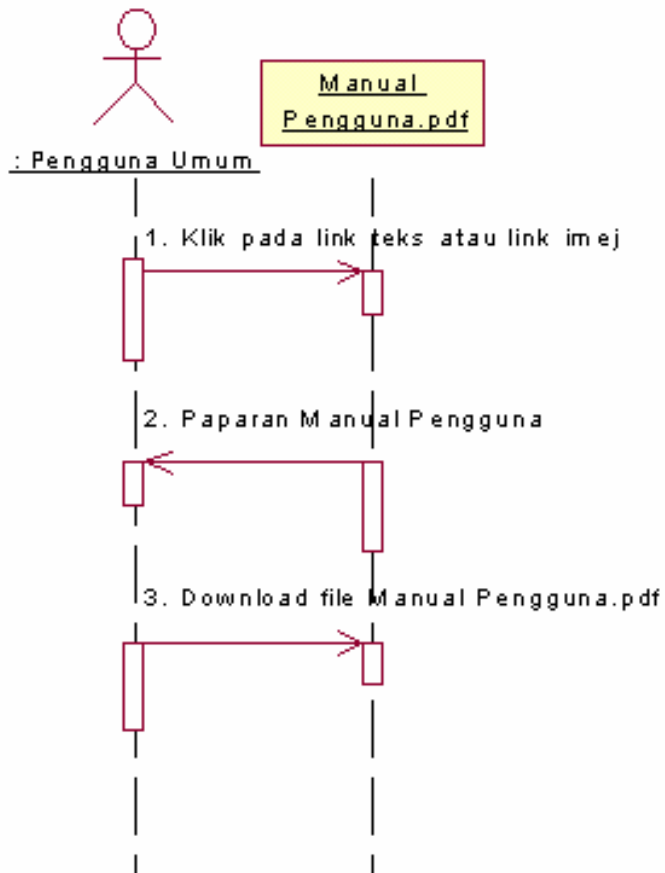 Manual
Pengguna.pdf
: Pengguna Umum
1. Klik pada link teks atau link imej
2. Paparan Manual Pengguna
3. Download file Manual Pengguna.pdf